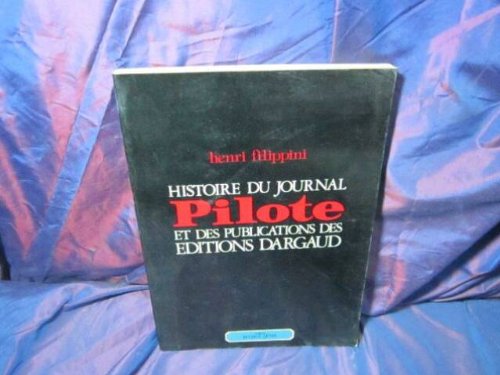 henri filippini
HISTOIRE DU JOURNAL
Pilote
ET DES PUBLICATIONS DES
EDITIONS DARGAUD